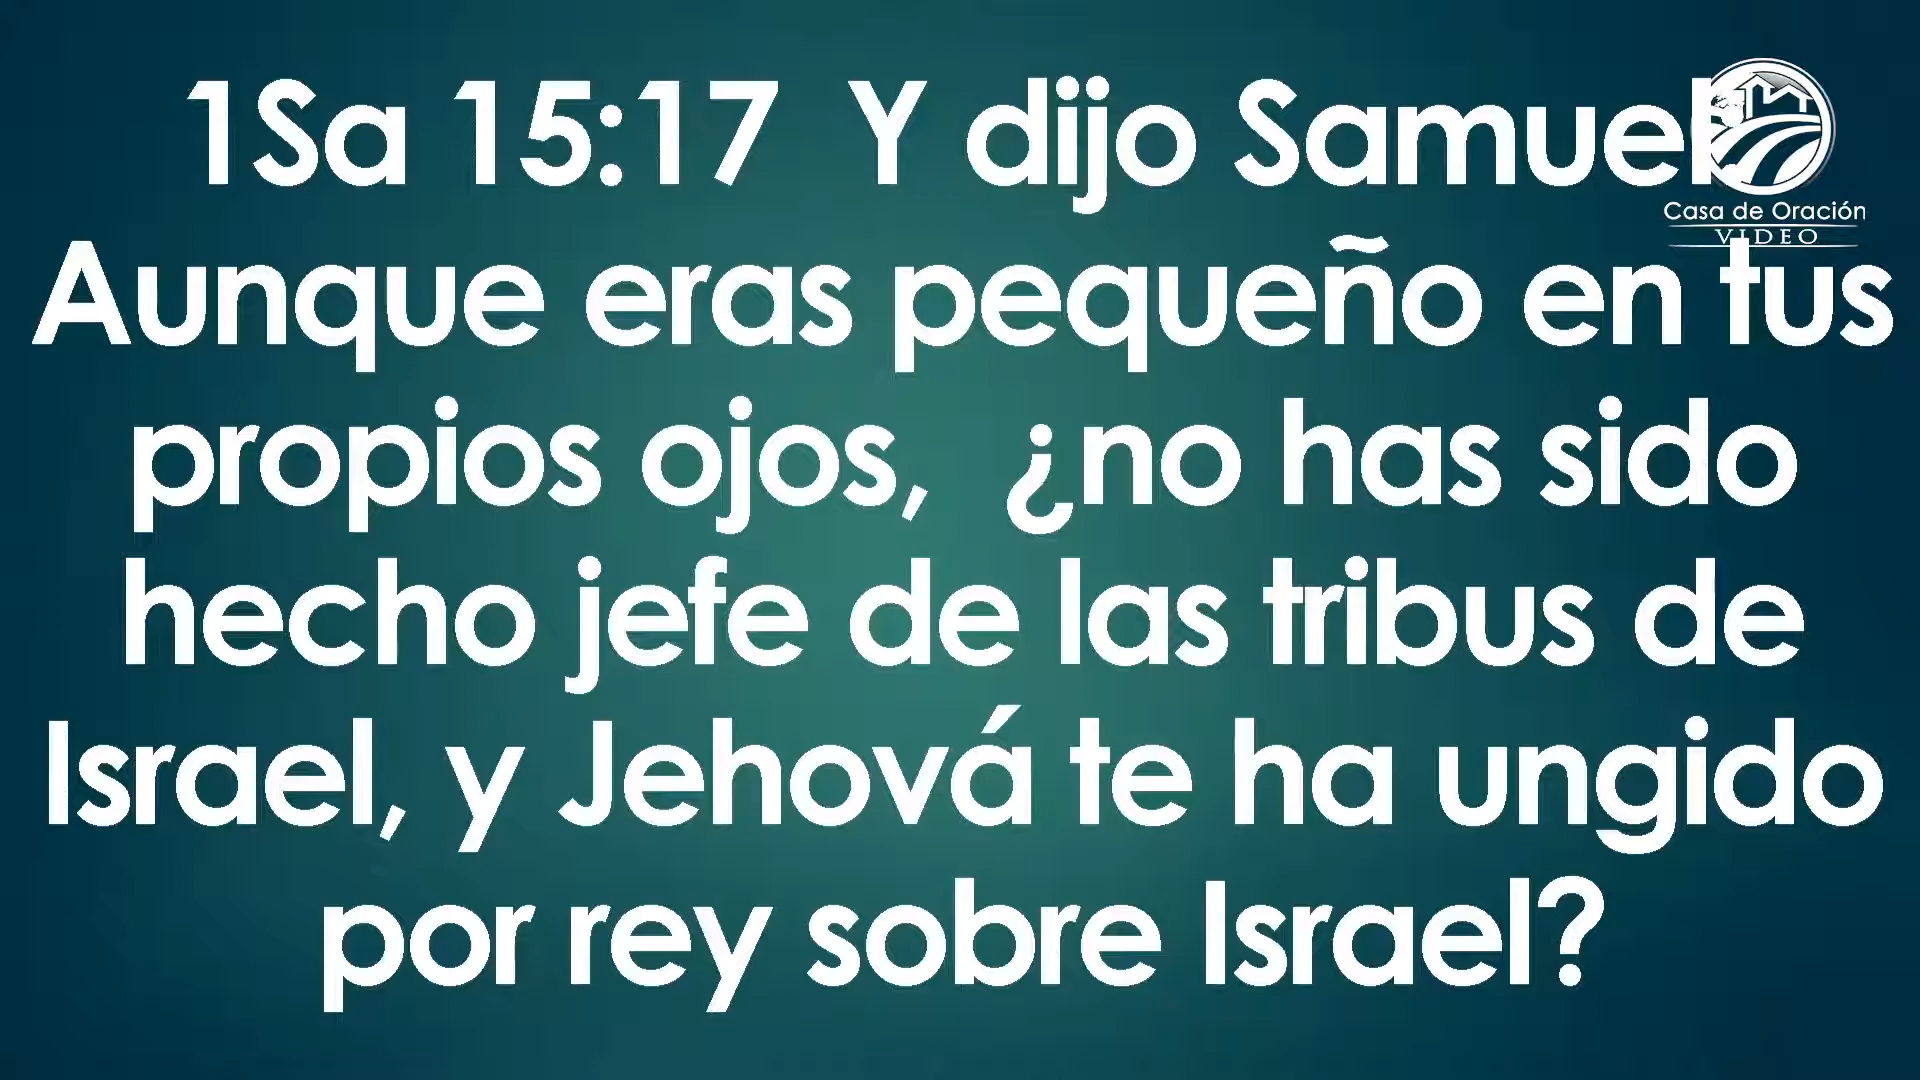 1Sa 15:17  Y dijo Samuel
Casa de Oración
VIDEO
Aunque eras pequeño en tus
propios ojos,  ¿no has sido
hecho jefe de las tribus de
Israel, y Jehová te ha ungido
por rey sobre Israel?